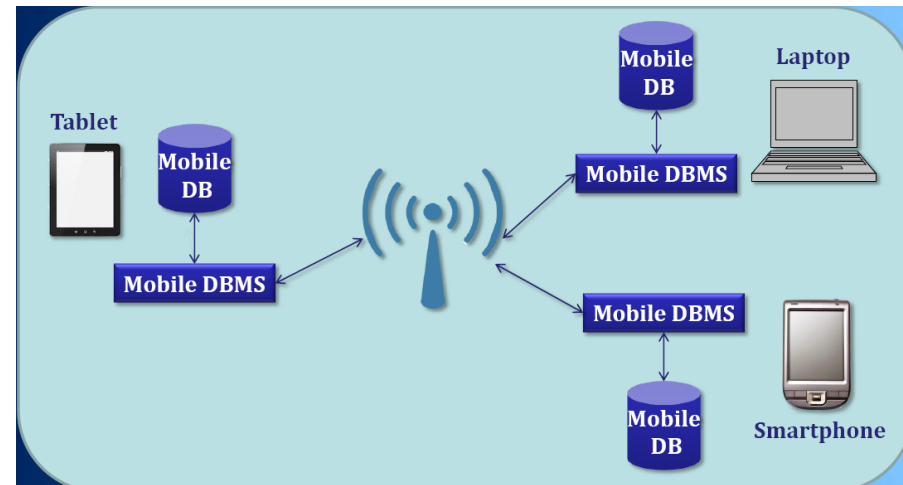 Tablet
Mobile
DB
Mobile DBMS
Mobile
DB
Laptop
Mobile DBMS
Mobile DBMS
Mobile
DB
Smartphone